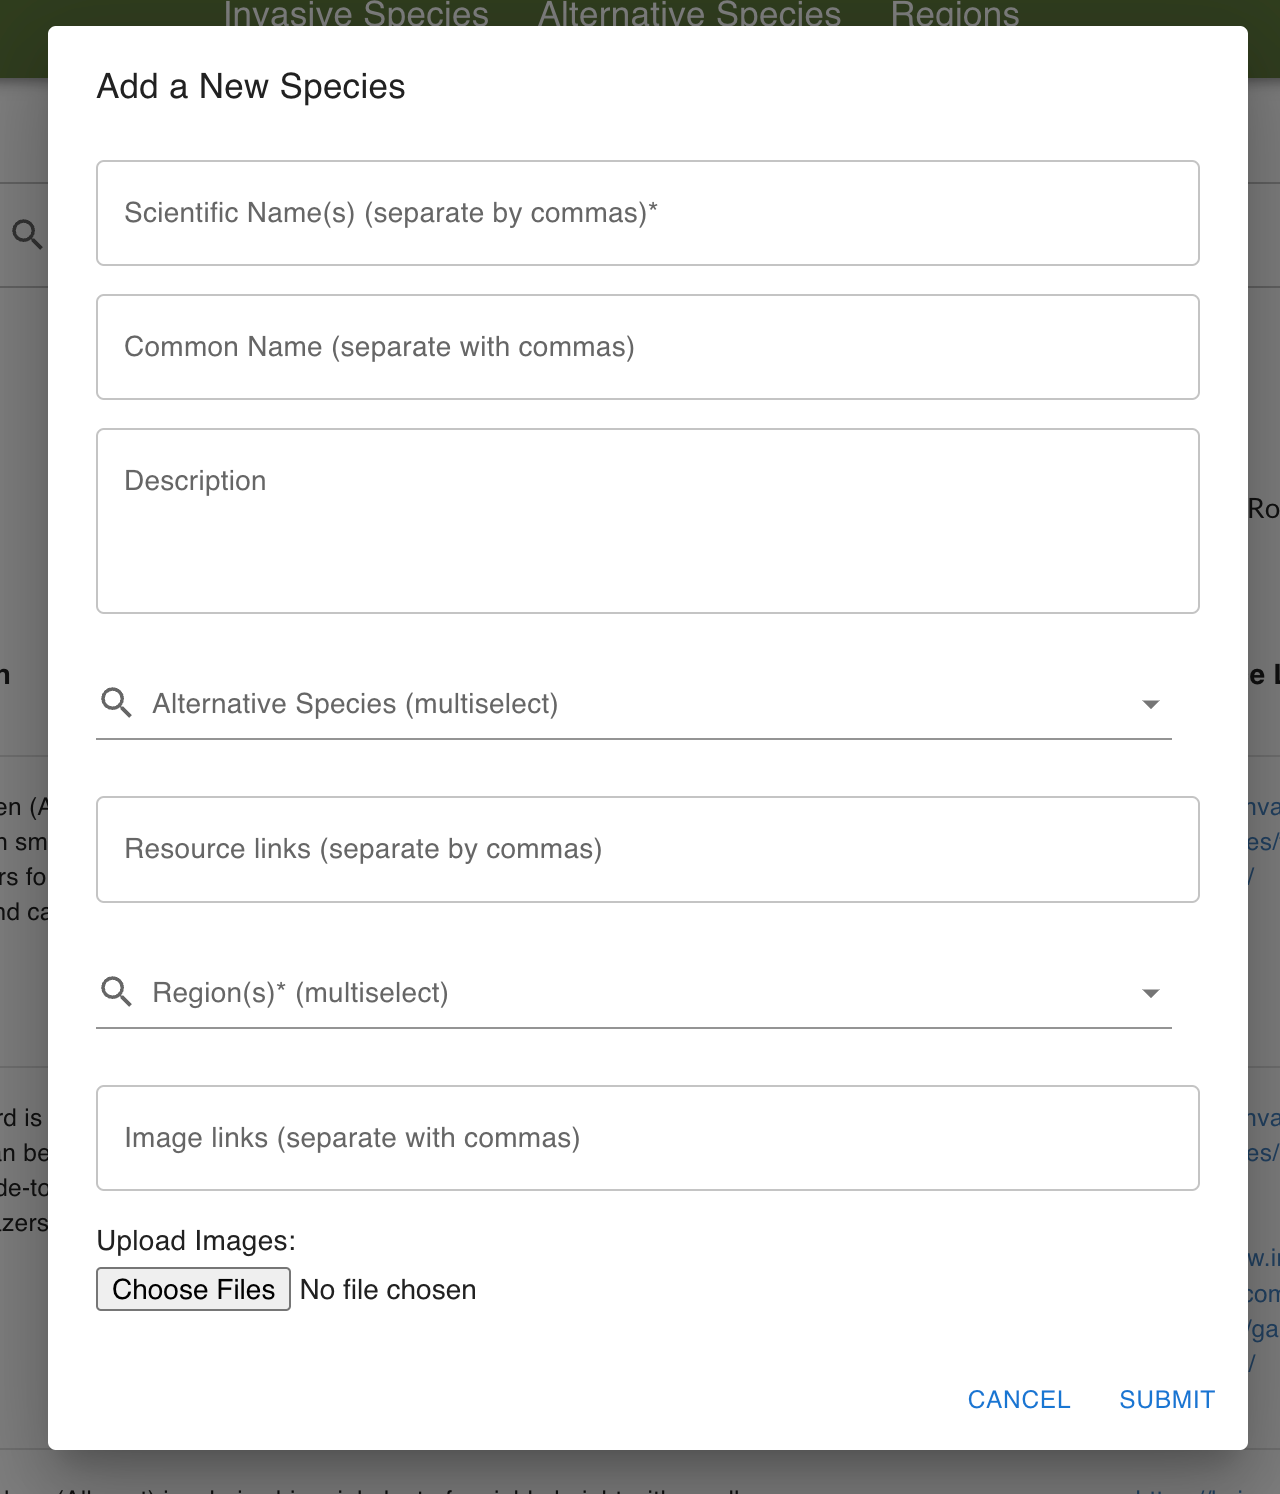 Invasive Species Alternative Species Regions
Add a New Species
Scientific Name(s) (separate by commas)*
Common Name (separate with commas)
Description
Alternative Species (multiselect)
Resource links (separate by commas)
Region(s)* (multiselect)
Image links (separate with commas)
Upload Images:
Choose Files No file chosen
CANCEL SUBMIT